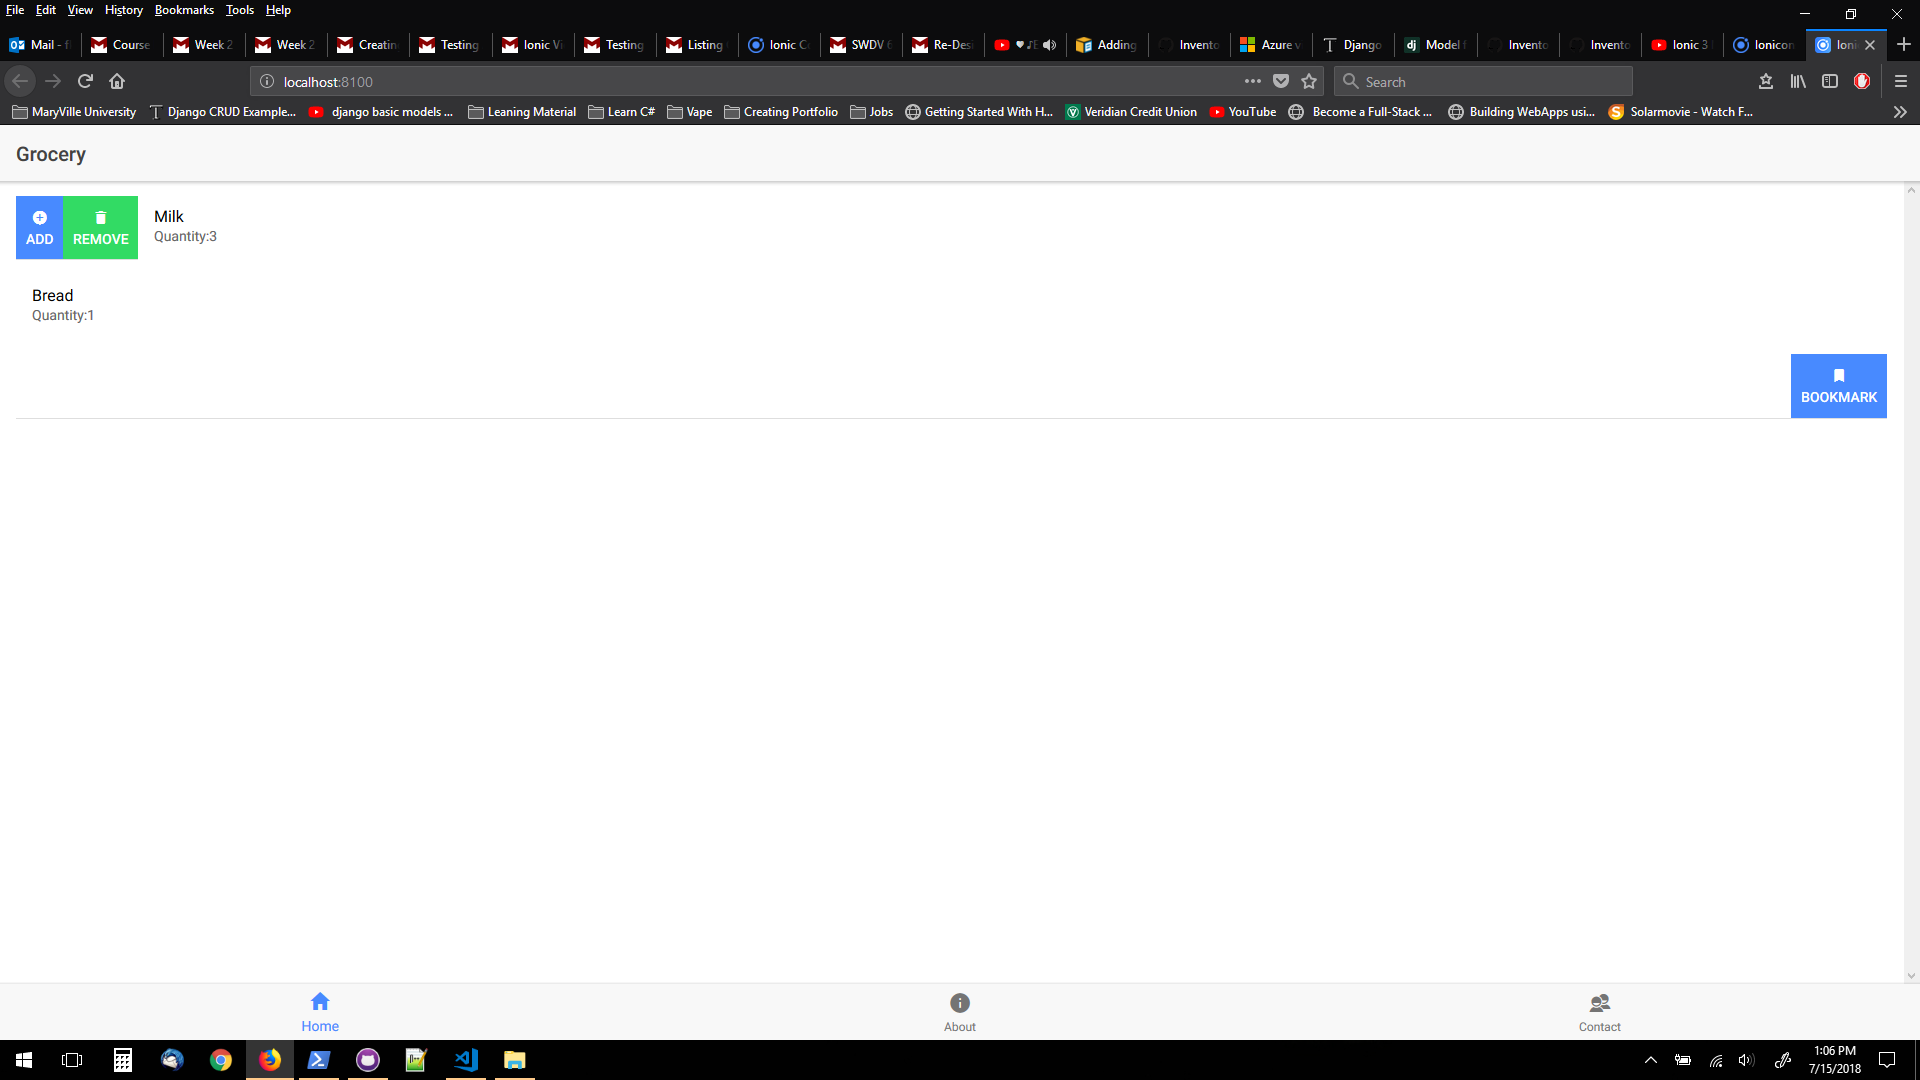 File Edit View History Bookmarks Tools Help
Mail - Course Week 2 Week 2 Creatin Testing Ionic Vi Testing Listing Ionic Co SWDV 6 Re-Des Adding Invento Azure v Django Model f Invento Invento Ionic 3 Ionicon Ioni
localhost:8100 Search
MaryVille University Django CRUD Example... django basic models ... Leaning Material Learn C# Vape Creating Portfolio Jobs Getting Started With H... Veridian Credit Union YouTube Become a Full-Stack ... Building WebApps usi... Solarmovie - Watch F...
Grocery
ADD REMOVE Milk
Quantity:3
Bread
Quantity:1
BOOKMARK
Home About Contact
1:06 PM
7/15/2018